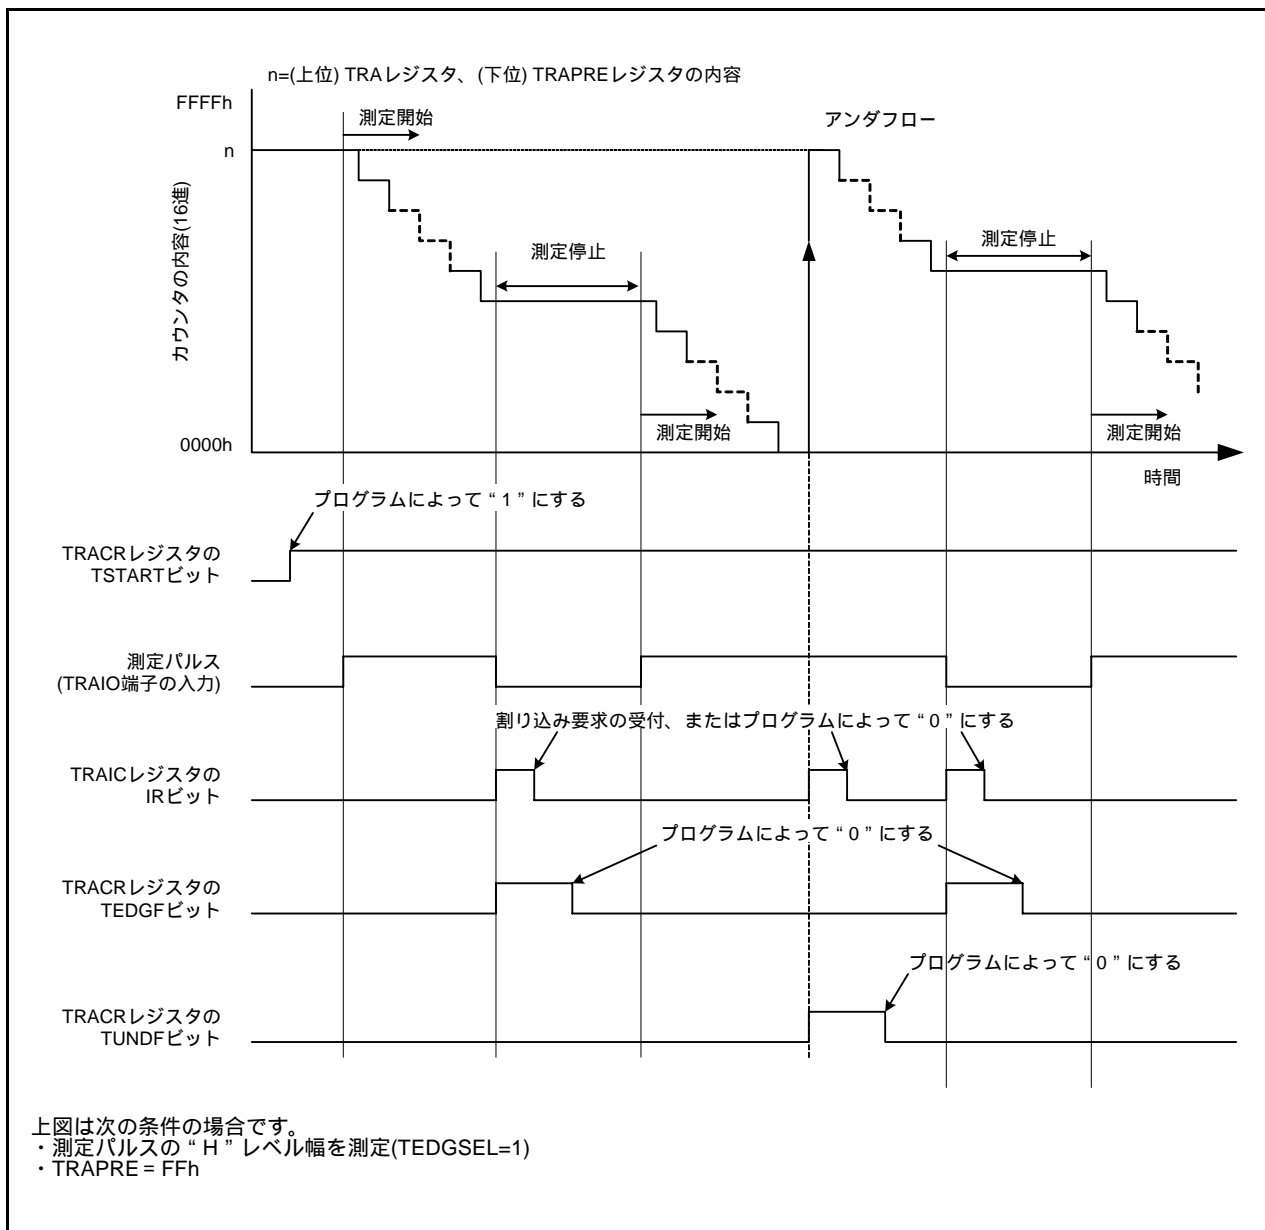 n=(上位) TRAレジスタ、(下位) TRAPREレジスタの内容
FFFFh
測定開始
アンダフロー
n
カウンタの内容(16進)
測定停止
測定停止
測定開始
測定開始
0000h
時間
プログラムによって “ 1 ” にする
TRACRレジスタの
TSTARTビット
測定パルス
(TRAIO端子の入力)
割り込み要求の受付、またはプログラムによって “ 0 ” にする
TRAICレジスタの
IRビット
プログラムによって “ 0 ” にする
TRACRレジスタの
TEDGFビット
プログラムによって “ 0 ” にする
TRACRレジスタの
TUNDFビット
上図は次の条件の場合です。
・測定パルスの “ H ” レベル幅を測定(TEDGSEL=1)
・TRAPRE = FFh